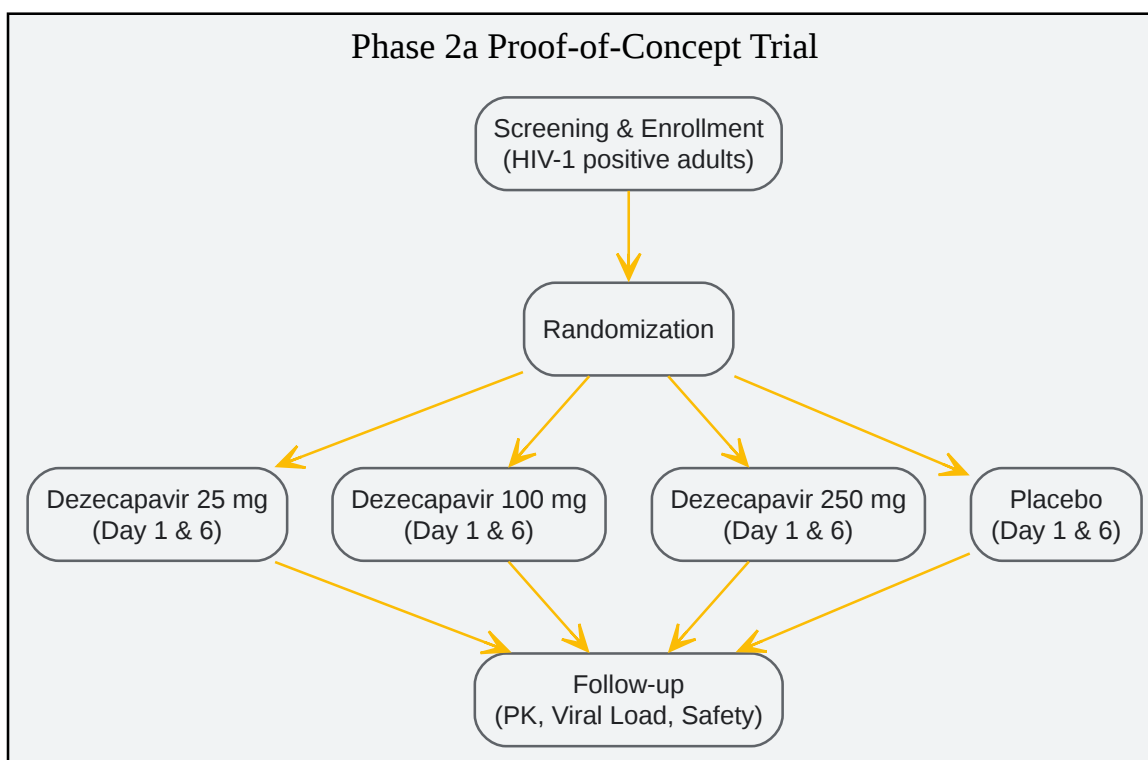 Phase 2a Proof-of-Concept Trial
Screening & Enrollment
(HIV-1 positive adults)
Randomization
Dezecapavir 25 mg
(Day 1 & 6)
Dezecapavir 100 mg
(Day 1 & 6)
Dezecapavir 250 mg
(Day 1 & 6)
Placebo
(Day 1 & 6)
Follow-up
(PK, Viral Load, Safety)